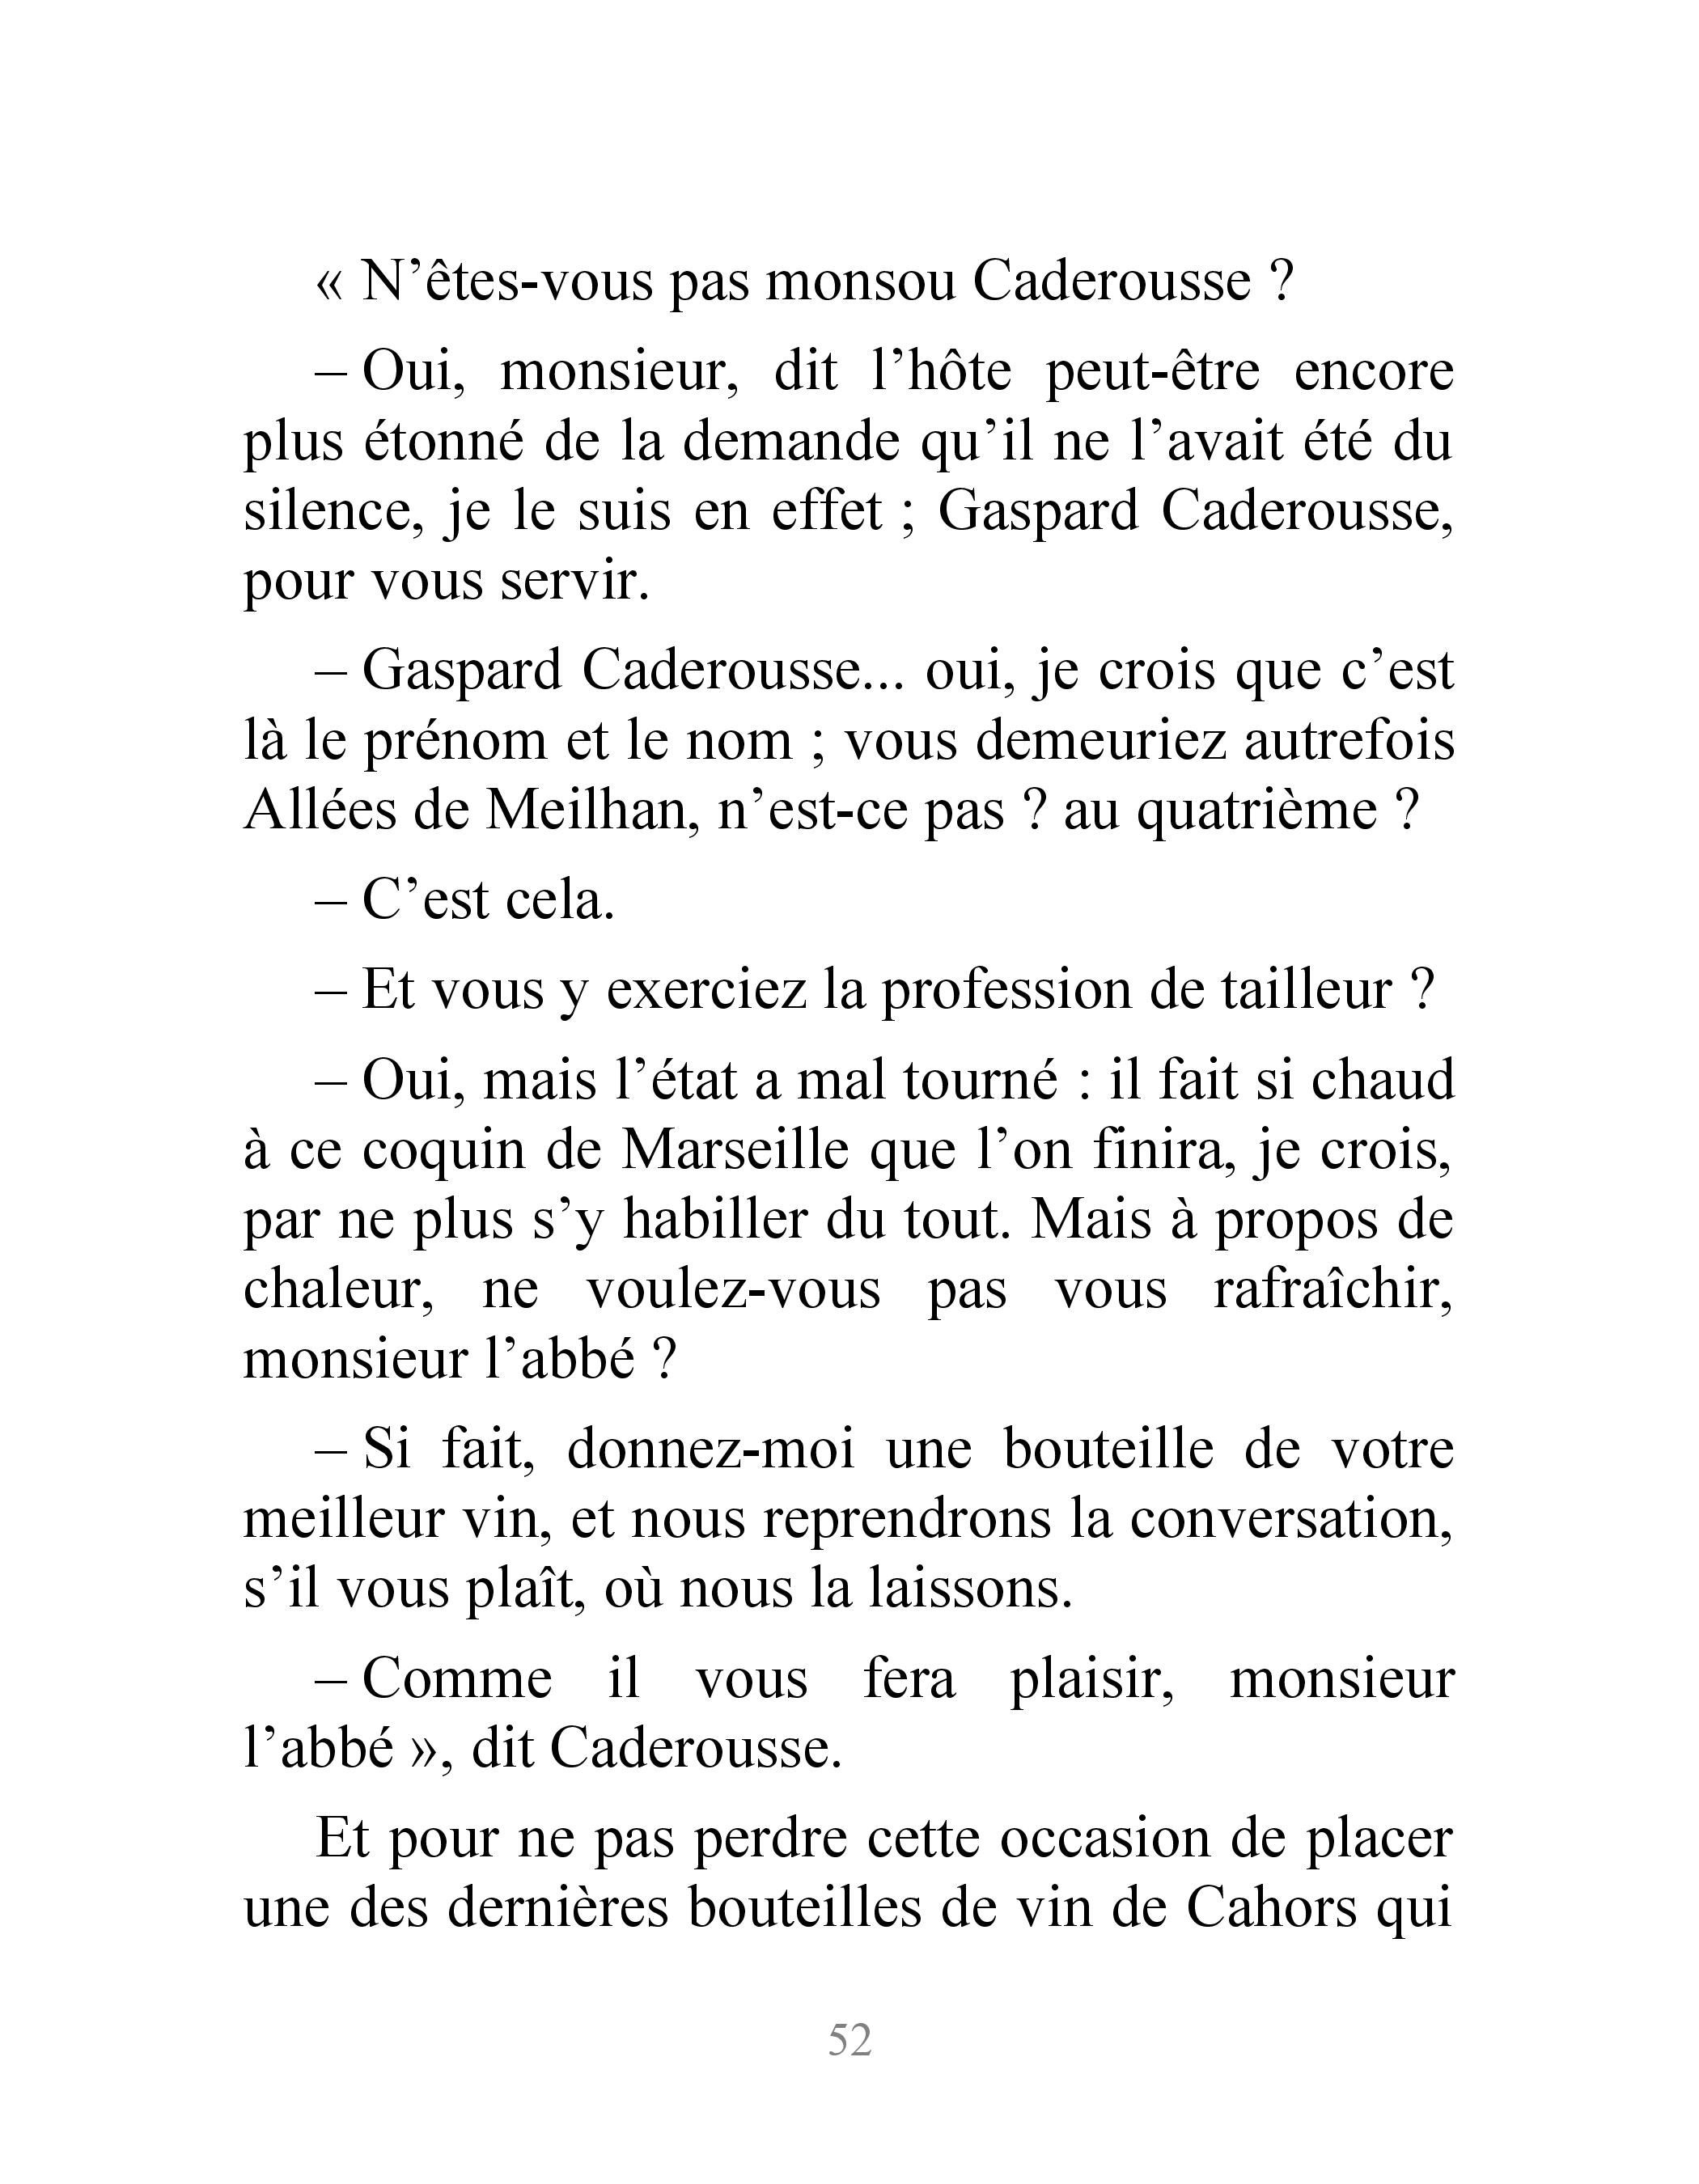 « N’êtes-vous pas monsou Caderousse ?
– Oui, monsieur, dit l’hôte peut-être encore
plus étonné de la demande qu’il ne l’avait été du
silence, je le suis en effet ; Gaspard Caderousse,
pour vous servir.
– Gaspard Caderousse... oui, je crois que c’est
là le prénom et le nom ; vous demeuriez autrefois
Allées de Meilhan, n’est-ce pas ? au quatrième ?
– C’est cela.
– Et vous y exerciez la profession de tailleur ?
– Oui, mais l’état a mal tourné : il fait si chaud
à ce coquin de Marseille que l’on finira, je crois,
par ne plus s’y habiller du tout. Mais à propos de
chaleur, ne voulez-vous pas vous rafraîchir,
monsieur l’abbé ?
– Si fait, donnez-moi une bouteille de votre
meilleur vin, et nous reprendrons la conversation,
s’il vous plaît, où nous la laissons.
– Comme il vous fera plaisir, monsieur
l’abbé », dit Caderousse.
Et pour ne pas perdre cette occasion de placer
une des dernières bouteilles de vin de Cahors qui
52